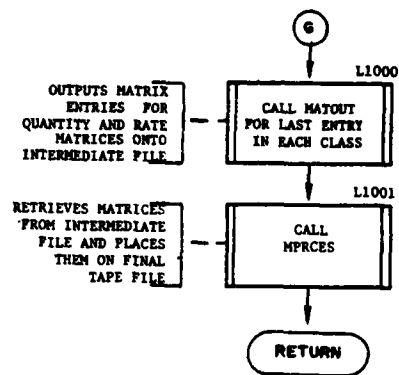 G
L1000
OUTPUTS MATRIX
ENTRIES FOR
QUANTITY AND RATE
MATRICES ONTO
INTERMEDIATE FILE
CALL MATOUT
FOR LAST ENTRY
IN EACH CLASS
L1001
RETRIEVES MATRICES
FROM INTERMEDIATE
FILE AND PLACES
THEM ON FINAL
TAPE FILE
CALL
MPRCES
RETURN